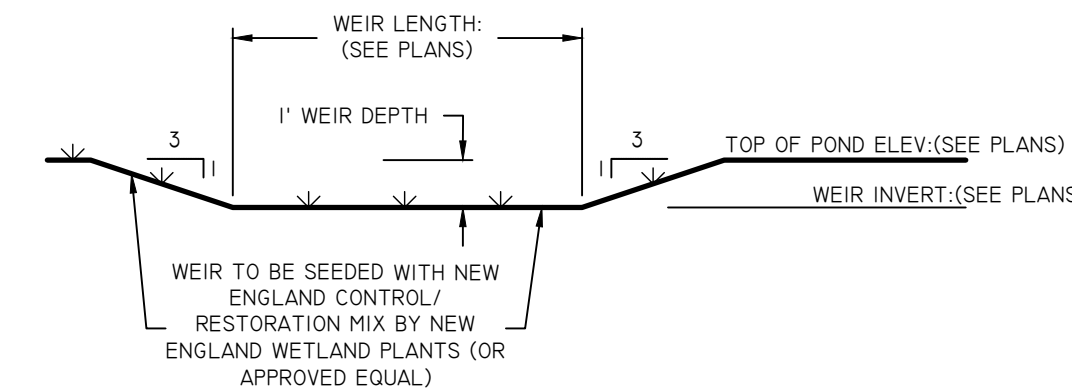 WEIR LENGTH:
(SEE PLANS)
1' WEIR DEPTH
3
1
3
1
TOP OF POND ELEV:(SEE PLANS)
WEIR INVERT:(SEE PLANS
WEIR TO BE SEEDED WITH NEW
ENGLAND CONTROL/
RESTORATION MIX BY NEW
ENGLAND WETLAND PLANTS (OR
APPROVED EQUAL)